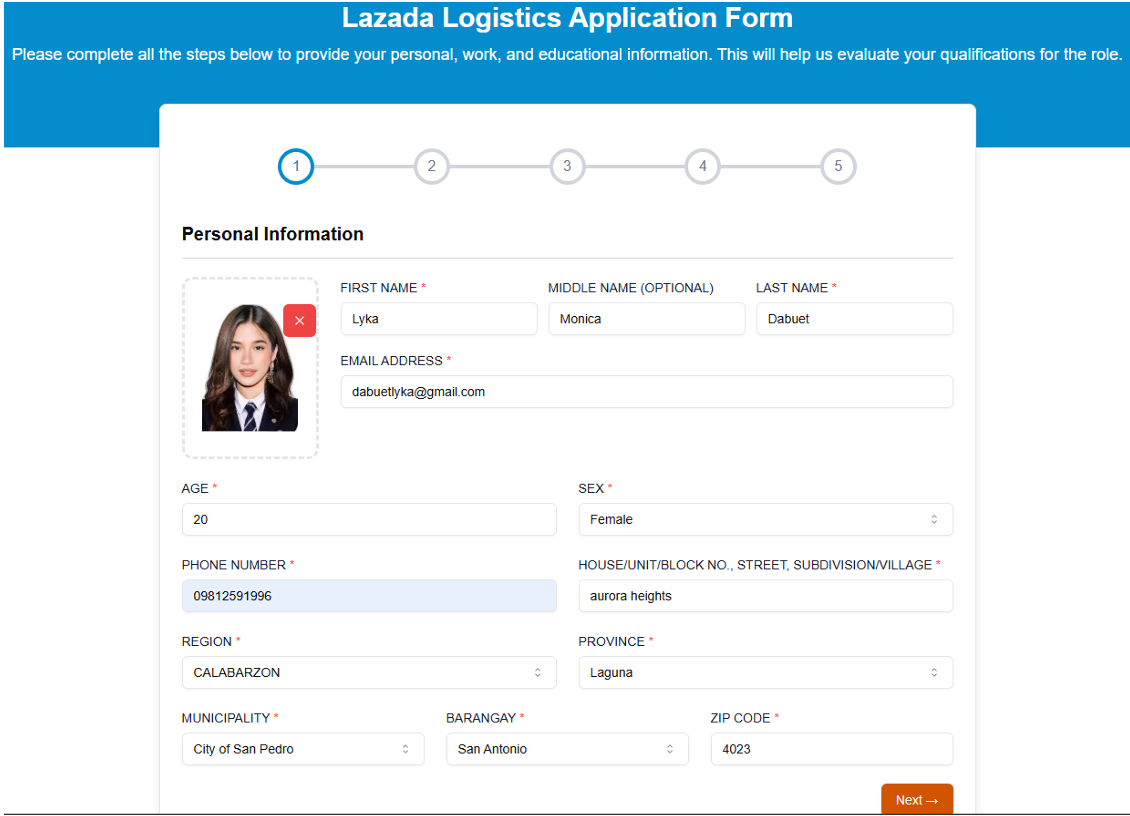 Lazada Logistics Application Form
Please complete all the steps below to provide your personal, work, and educational information. This will help us evaluate your qualifications for the role.
1 2 3 4 5
Personal Information
FIRST NAME * MIDDLE NAME (OPTIONAL) LAST NAME *
Lyka Monica Dabuet
EMAIL ADDRESS *
dabuetlyka@gmail.com
AGE * SEX *
20 Female
PHONE NUMBER * HOUSE/UNIT/BLOCK NO., STREET, SUBDIVISION/VILLAGE *
09812591996 aurora heights
REGION * PROVINCE *
CALABARZON Laguna
MUNICIPALITY * BARANGAY * ZIP CODE *
City of San Pedro San Antonio 4023
Next →